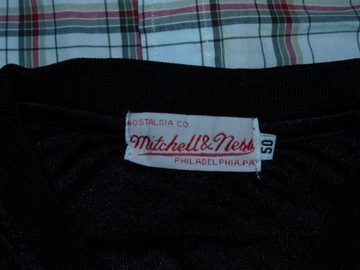 NOSTALGIA CO.
Mitchell & Ness
PHILADELPHIA.PA
50